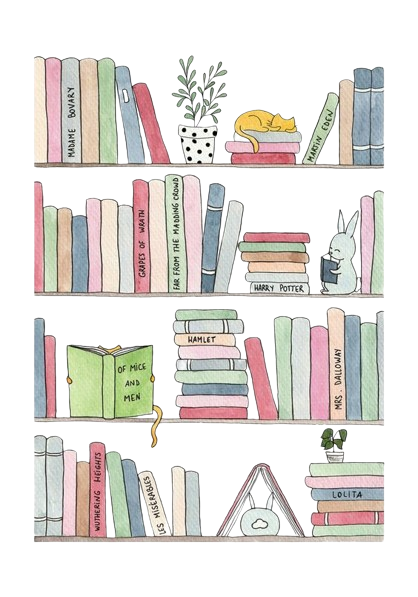 MADAME BOVARY
MARTIN EDEN
GRAPES OF WRATH
FAR FROM THE MADDING CROWD
HARRY POTTER
OF MICE
AND
MEN
HAMLET
MRS. DALLOWAY
WUTHERING HEIGHTS
LES MISÉRABLES
LOLITA